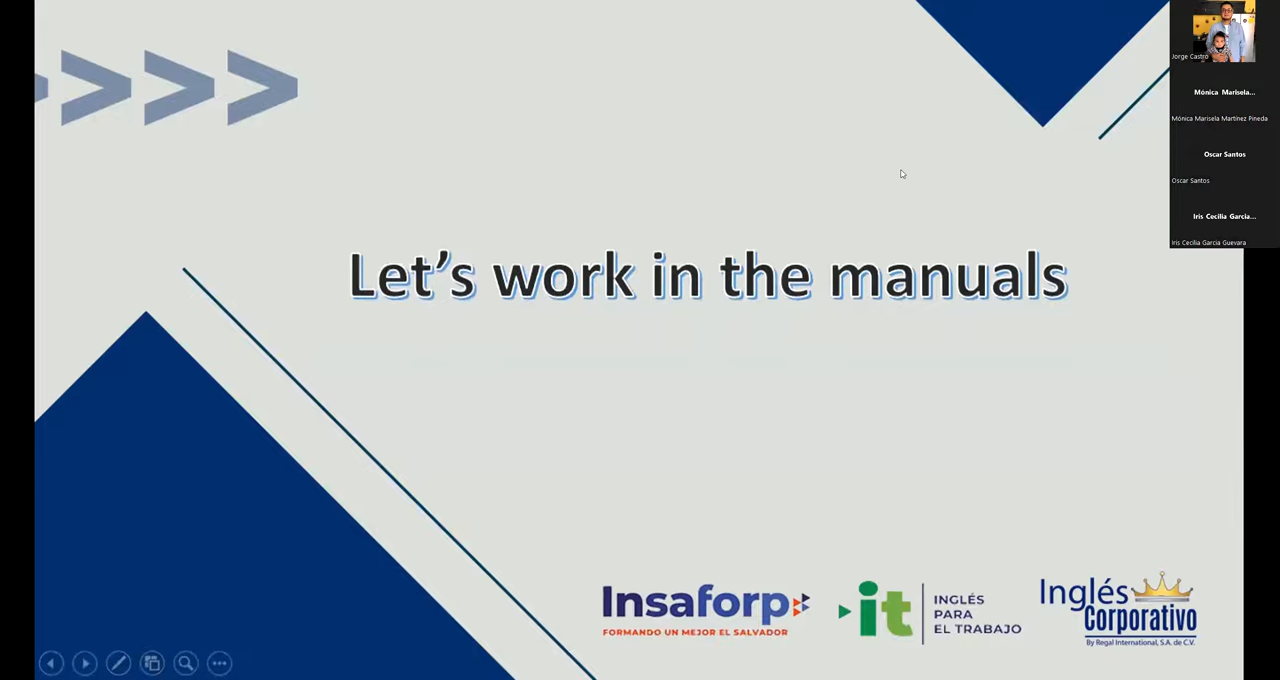 Jorge Castro
Mónica Marisela...
Mónica Marisela Martínez Pineda
Oscar Santos
Oscar Santos
Iris Cecilia Garcia...
Iris Cecilia Garcia Guevara
Let's work in the manuals
Insaforp
FORMANDO UN MEJOR EL SALVADOR
it
INGLÉS
PARA
EL TRABAJO
Inglés
Corporativo
By Regal International, S.A. de C.V.